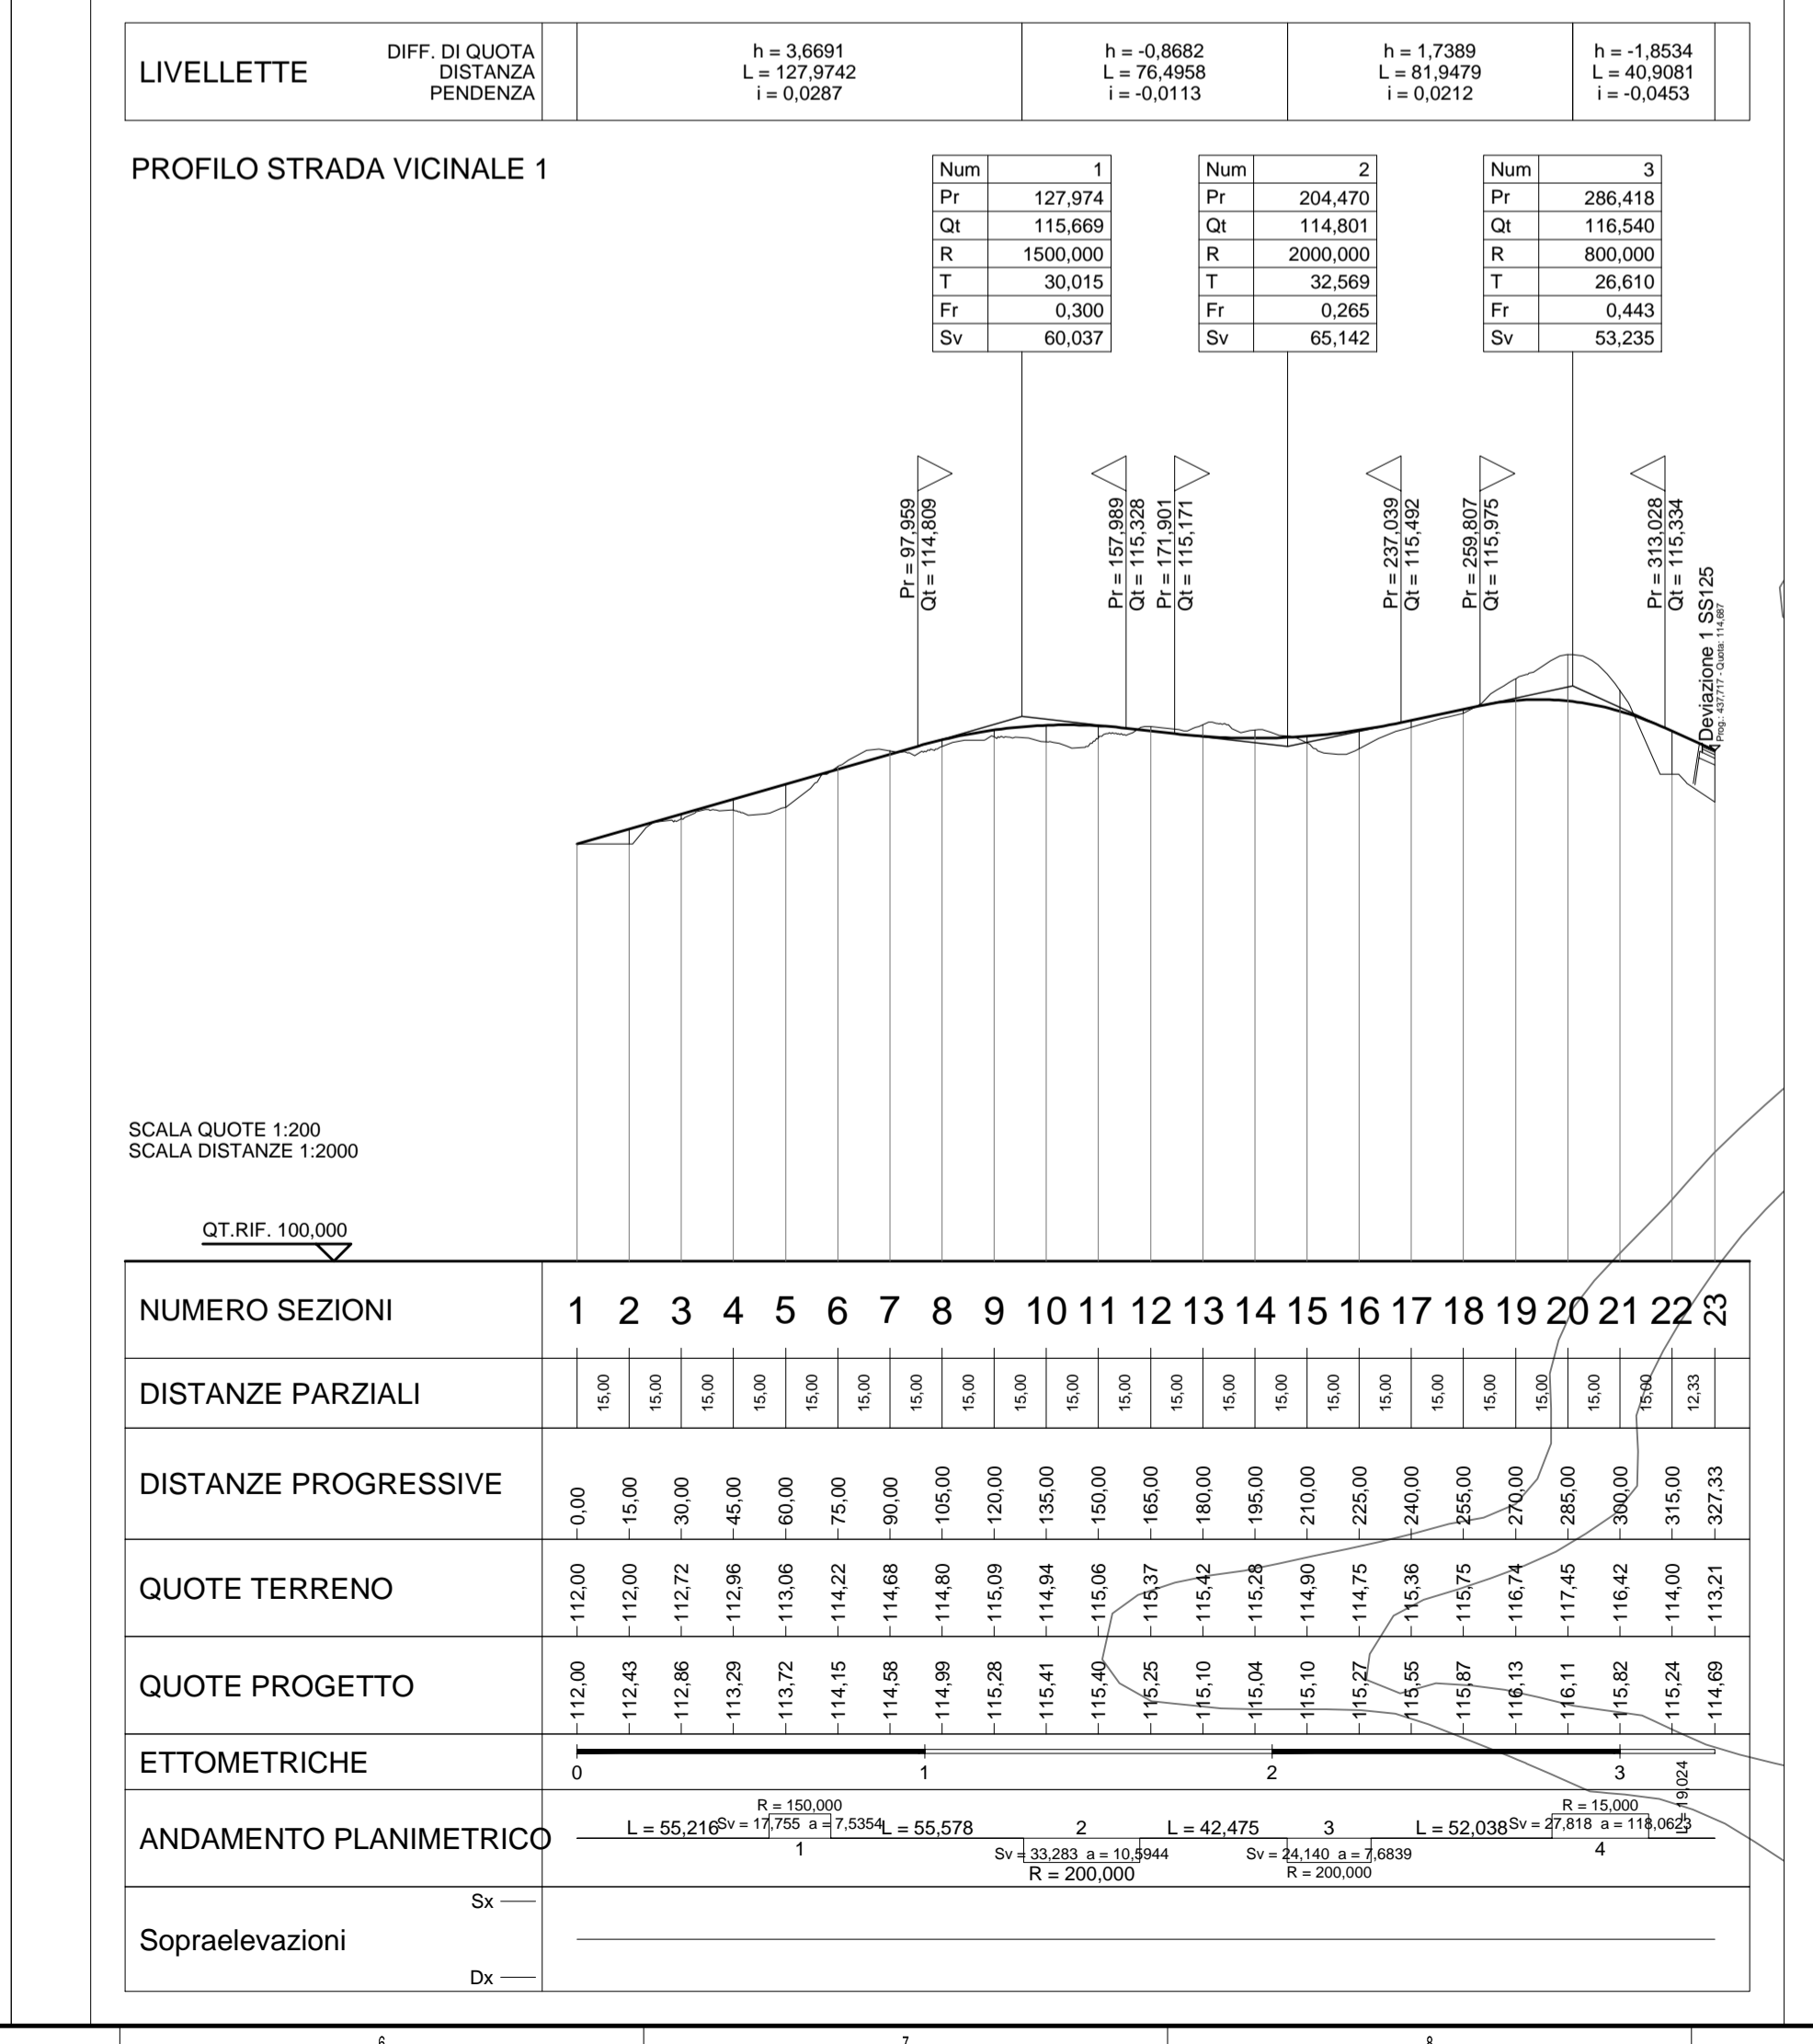 LIVELLETTE
DIFF. DI QUOTA
DISTANZA
PENDENZA
h = 3,6691
L = 127,9742
i = 0,0287
h = -0,8682
L = 76,4958
i = -0,0113
h = 1,7389
L = 81,9479
i = 0,0212
h = -1,8534
L = 40,9081
i = -0,0453
PROFILO STRADA VICINALE 1
Num 1
Pr 127,974
Qt 115,669
R 1500,000
T 30,015
Fr 0,300
Sv 60,037
Num 2
Pr 204,470
Qt 114,801
R 2000,000
T 32,569
Fr 0,265
Sv 65,142
Num 3
Pr 286,418
Qt 116,540
R 800,000
T 26,610
Fr 0,443
Sv 53,235
Pr = 97,959
Qt = 114,809
Pr = 157,989
Qt = 115,328
Pr = 171,901
Qt = 115,171
Pr = 237,039
Qt = 115,492
Pr = 259,807
Qt = 115,975
Pr = 313,028
Qt = 115,334
Deviazione 1 SS125
Prog.: 437,717 - Quota: 114,687
SCALA QUOTE 1:200
SCALA DISTANZE 1:2000
QT.RIF. 100,000
NUMERO SEZIONI 1 2 3 4 5 6 7 8 9 10 11 12 13 14 15 16 17 18 19 20 21 22 23
DISTANZE PARZIALI 15,00 15,00 15,00 15,00 15,00 15,00 15,00 15,00 15,00 15,00 15,00 15,00 15,00 15,00 15,00 15,00 15,00 15,00 15,00 15,00 15,00 12,33
DISTANZE PROGRESSIVE 0,00 15,00 30,00 45,00 60,00 75,00 90,00 105,00 120,00 135,00 150,00 165,00 180,00 195,00 210,00 225,00 240,00 255,00 270,00 285,00 300,00 315,00 327,33
QUOTE TERRENO 112,00 112,00 112,72 112,96 113,06 114,22 114,68 114,80 115,09 114,94 115,06 115,37 115,42 115,28 114,90 114,75 115,36 115,75 116,74 117,45 116,42 114,00 113,21
QUOTE PROGETTO 112,00 112,43 112,86 113,29 113,72 114,15 114,58 114,99 115,28 115,41 115,40 115,25 115,10 115,04 115,10 115,27 115,55 115,87 116,13 116,11 115,82 115,24 114,69
ETTOMETRICHE 0 1 2 3
ANDAMENTO PLANIMETRICO
L = 55,216
R = 150,000
Sv = 17,755 a = 7,5354
1
L = 55,578
2
Sv = 33,283 a = 10,5944
R = 200,000
L = 42,475
3
Sv = 24,140 a = 7,6839
R = 200,000
L = 52,038
R = 15,000
Sv = 27,818 a = 118,0623
4
L = 19,024
Sx
Sopraelevazioni
Dx
6 7 8